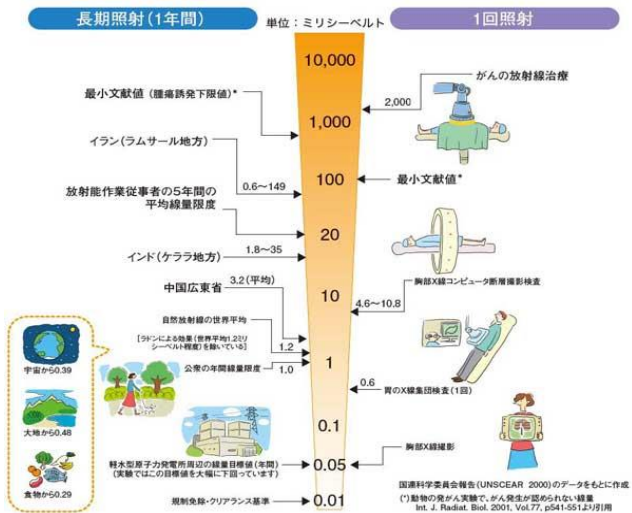 長期照射(1年間)
単位：ミリシーベルト
1回照射
10,000
最小文献値 (腫瘍誘発下限値)*
がんの放射線治療
2,000
1,000
イラン(ラムサール地方)
0.6〜149
100
最小文献値*
放射能作業従事者の5年間の
平均線量限度
20
インド(ケララ地方)
1.8〜35
中国広東省
3.2(平均)
10
胸部X線コンピュータ断層撮影検査
4.6〜10.8
自然放射線の世界平均
[ラドンによる効果(世界平均1.2ミリ
シーベルト程度)を除いている]
1.2
公衆の年間線量限度
1.0
1
0.6
胃のX線集団検査(1回)
宇宙から0.39
大地から0.48
食物から0.29
0.1
胸部X線撮影
軽水型原子力発電所周辺の線量目標値(年間)
(実験ではこの目標値を大幅に下回っています)
0.05
規制免除・クリアランス基準
0.01
国連科学委員会報告(UNSCEAR 2000)のデータをもとに作成
(*)動物の発がん実験で、がん発生が認められない線量
Int. J. Radiat. Biol. 2001, Vol.77, p541-551より引用